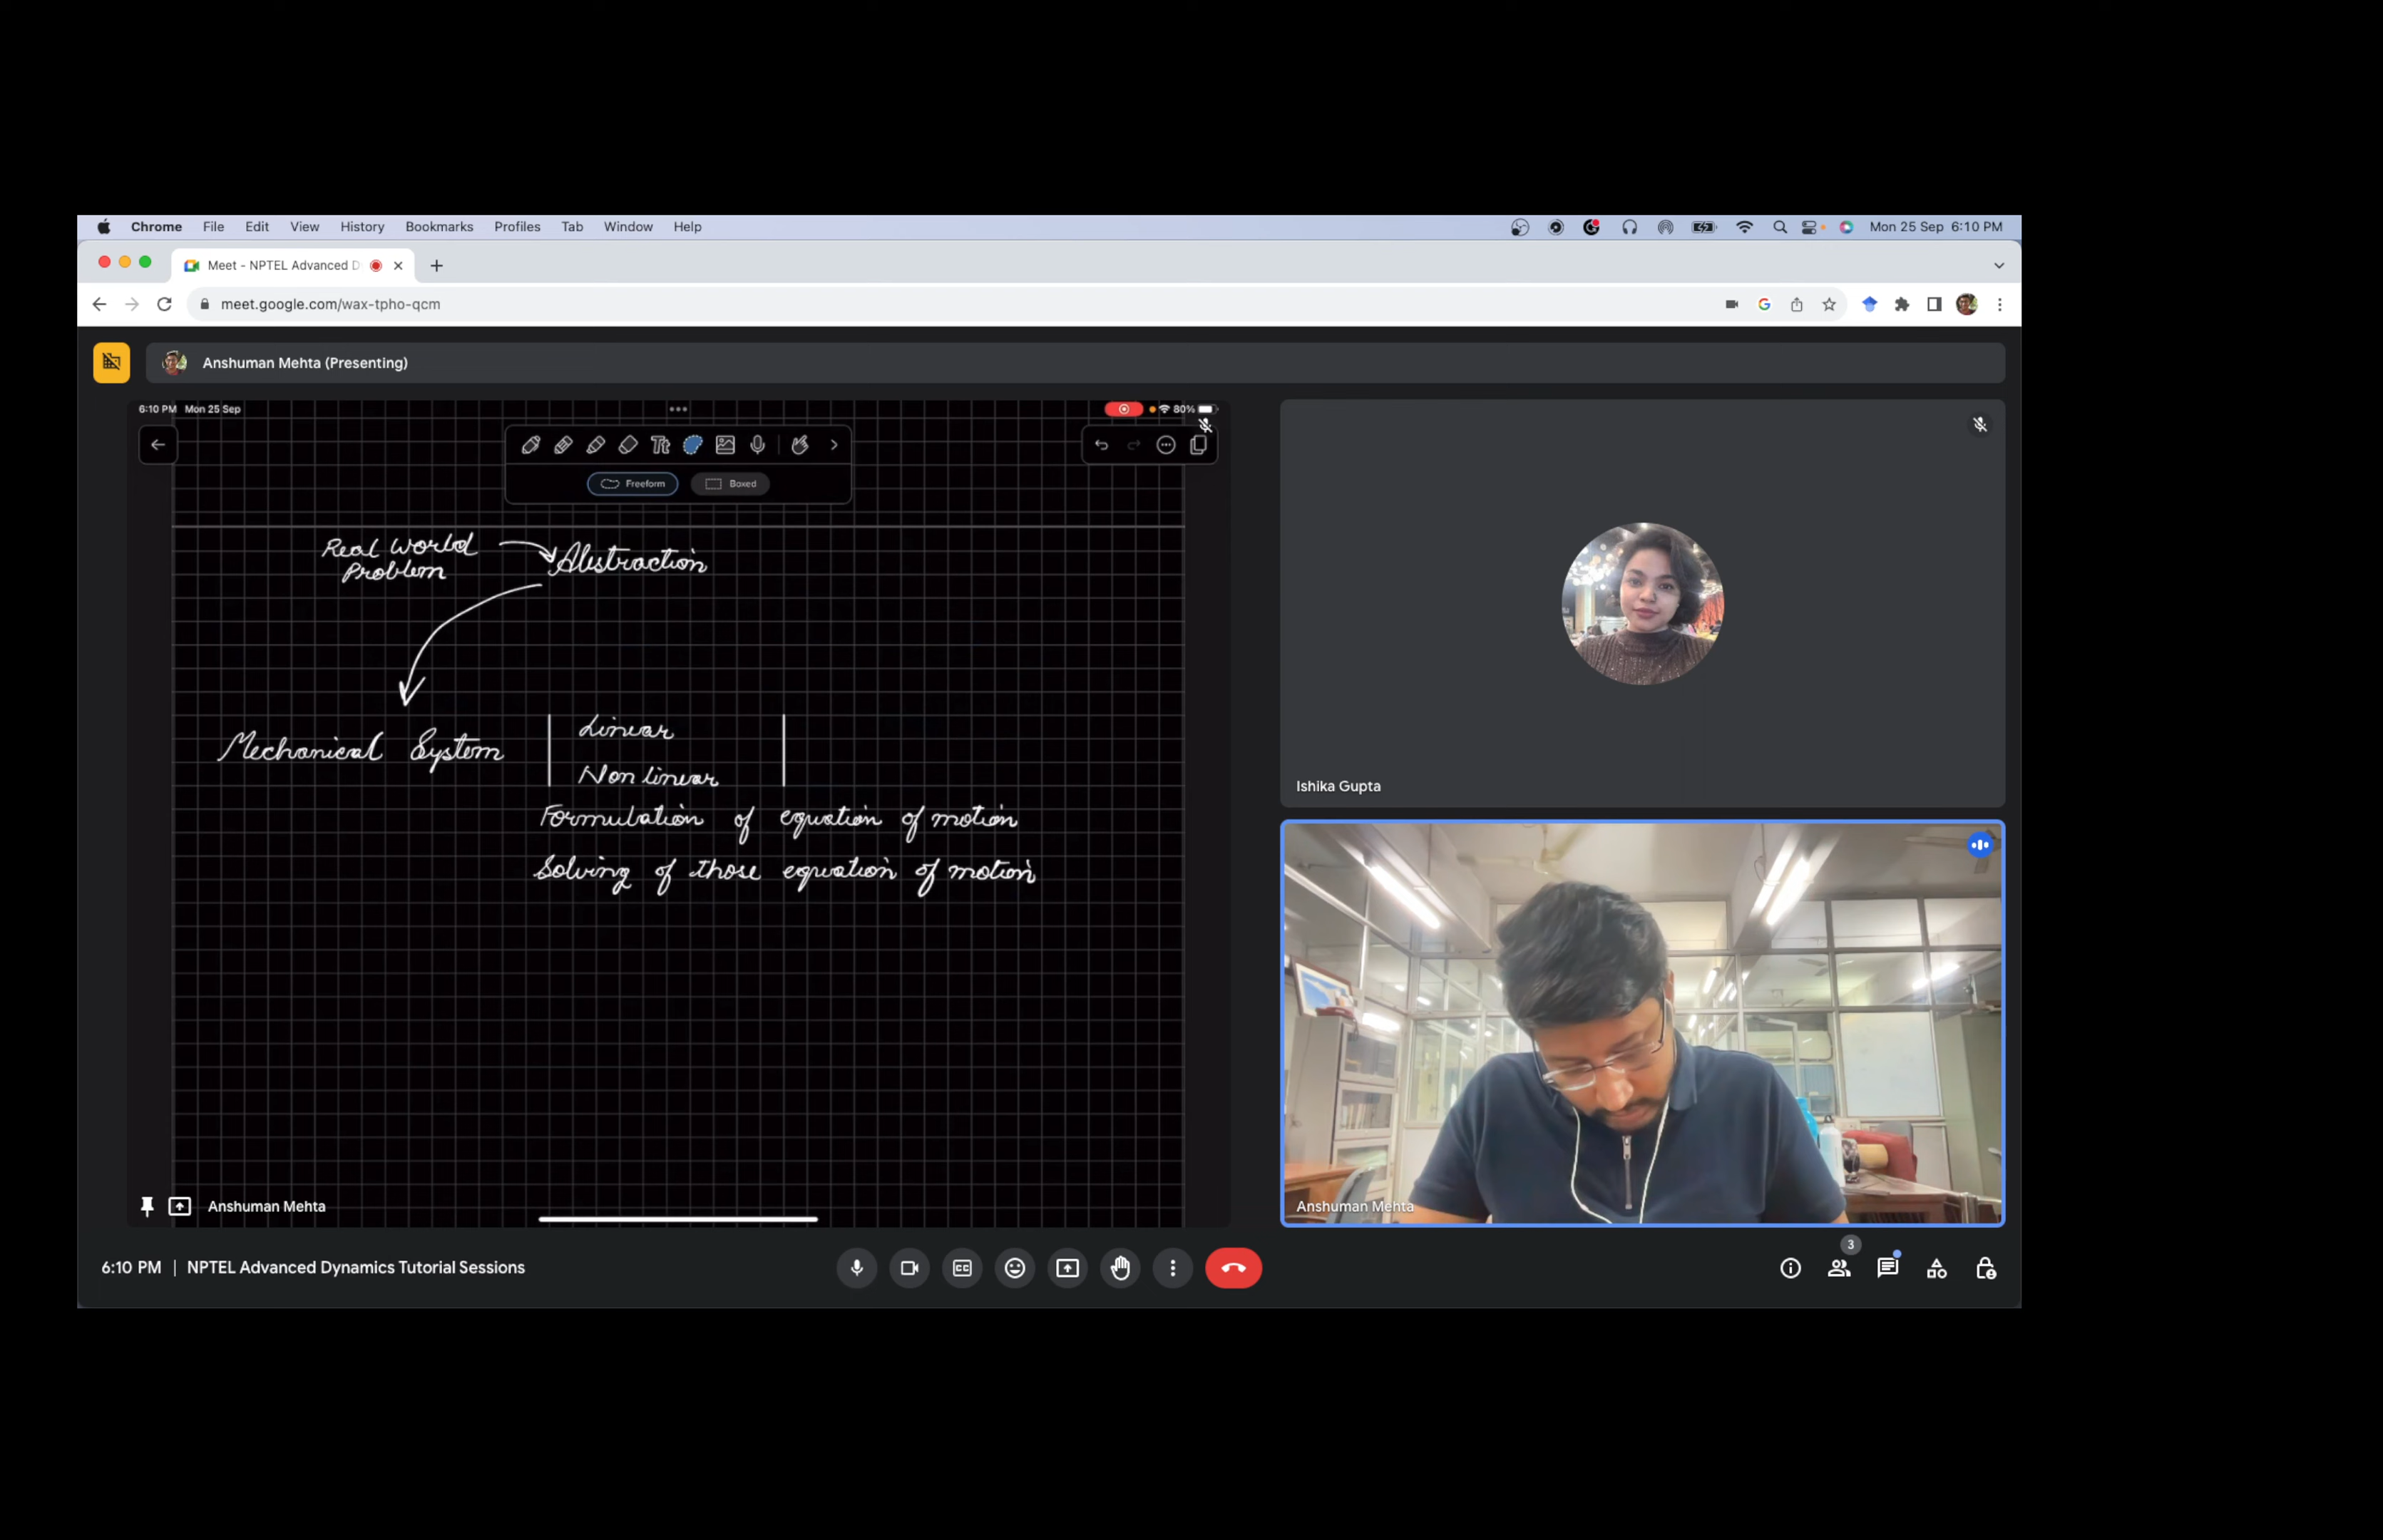 Chrome File Edit View History Bookmarks Profiles Tab Window Help Mon 25 Sep 6:10 PM
Meet - NPTEL Advanced D
meet.google.com/wax-tpho-qcm
Anshuman Mehta (Presenting)
6:10 PM Mon 25 Sep 80%
Tt
Freeform Boxed
Real World
Problem
Abstraction
Mechanical System
Linear
Non linear
Formulation of equation of motion
Solving of those equation of motion
Anshuman Mehta
Ishika Gupta
Anshuman Mehta
6:10 PM | NPTEL Advanced Dynamics Tutorial Sessions
CC
3